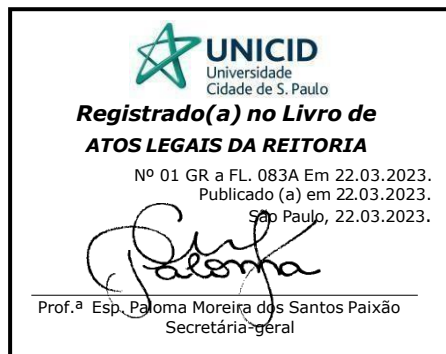 UNICID
Universidade
Cidade de S. Paulo
Registrado(a) no Livro de
ATOS LEGAIS DA REITORIA
Nº 01 GR a FL. 083A Em 22.03.2023.
Publicado (a) em 22.03.2023.
São Paulo, 22.03.2023.
Paloma
Prof.ª Esp. Paloma Moreira dos Santos Paixão
Secretária-geral